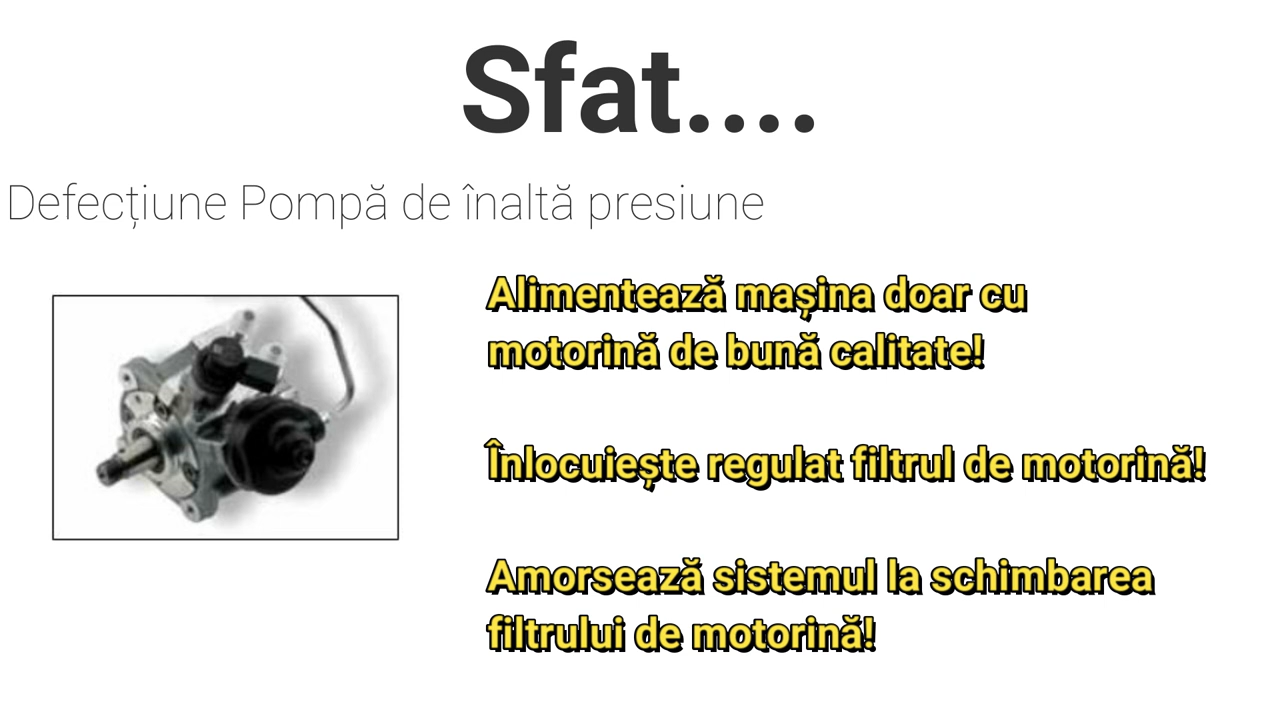 Sfat....
Defecțiune Pompă de înaltă presiune
Alimentează mașina doar cu
motorină de bună calitate!
Înlocuiește regulat filtrul de motorină!
Amorsează sistemul la schimbarea
filtrului de motorină!